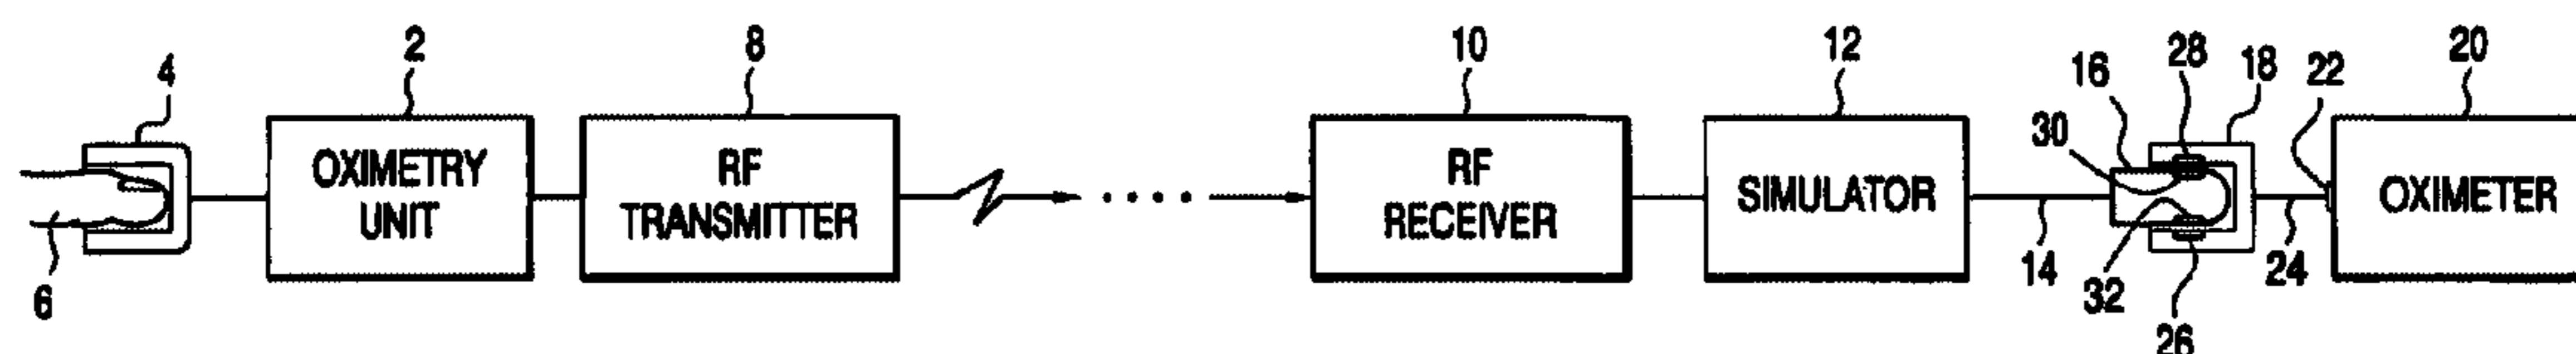 4
2
8
10
12
16
28
18
22
20
30
OXIMETRY
UNIT
RF
TRANSMITTER
RF
RECEIVER
SIMULATOR
OXIMETER
6
14
32
26
24